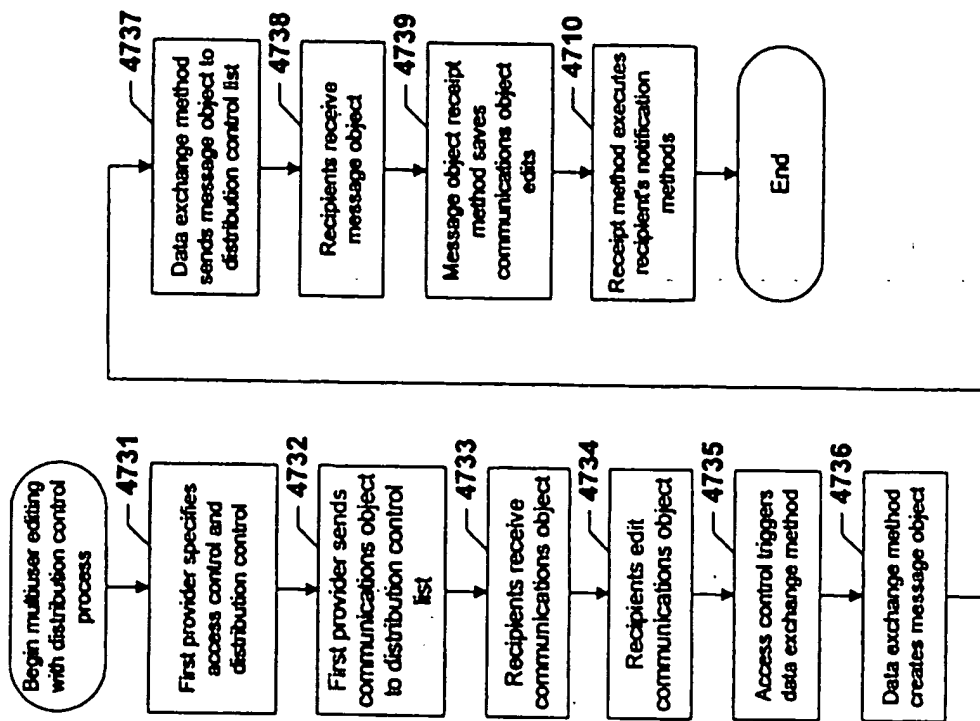 Begin multiuser editing
with distribution control
process
4731
First provider specifies
access control and
distribution control
4732
First provider sends
communications object
to distribution control
list
4733
Recipients receive
communications object
4734
Recipients edit
communications object
4735
Access control triggers
data exchange method
4736
Data exchange method
creates message object
4737
Data exchange method
sends message object to
distribution control list
4738
Recipients receive
message object
4739
Message object receipt
method saves
communications object
edits
4710
Receipt method executes
recipient's notification
methods
End